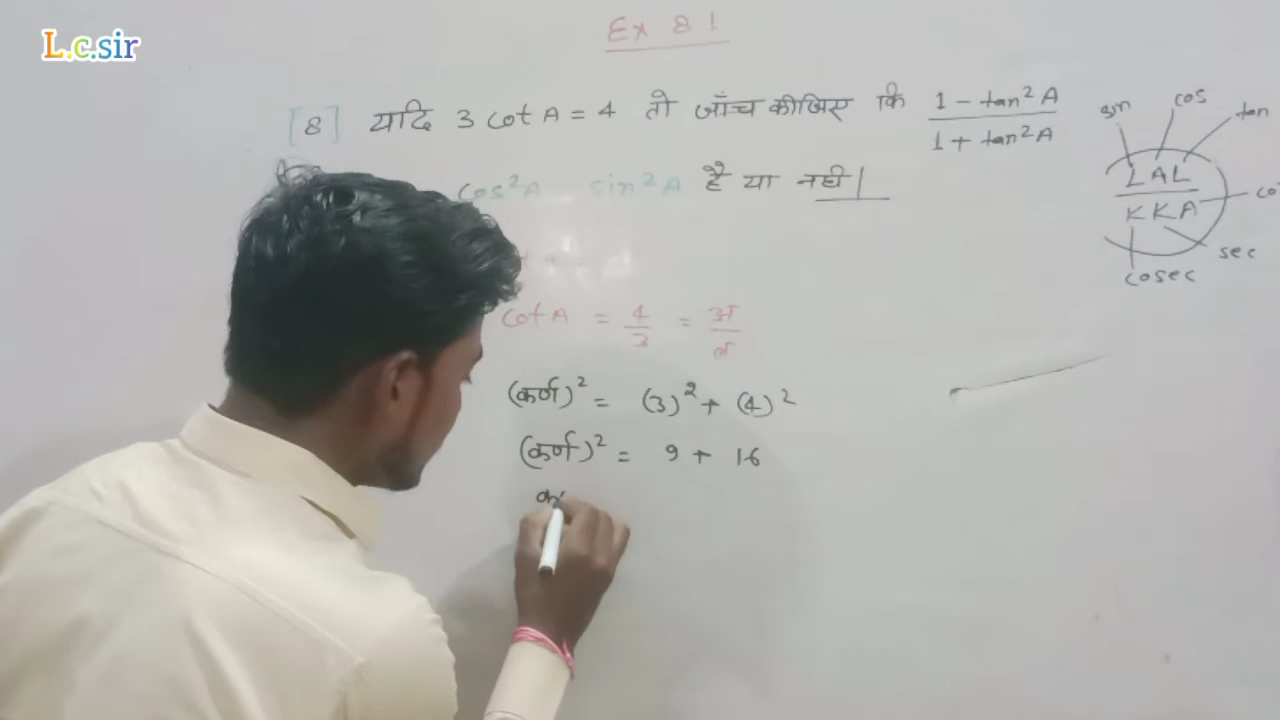 L.c.sir
Ex 8 1
[8] यदि 3 cot A = 4 तो जाँच कीजिए कि (1 - tan²A)/(1 + tan²A)
cos²A sin²A है या नही|
cot A = 4/3 = अ/ल
(कर्ण)² = (3)² + (4)²
(कर्ण)² = 9 + 16
sin cos tan
LAL
KKA
cosec sec